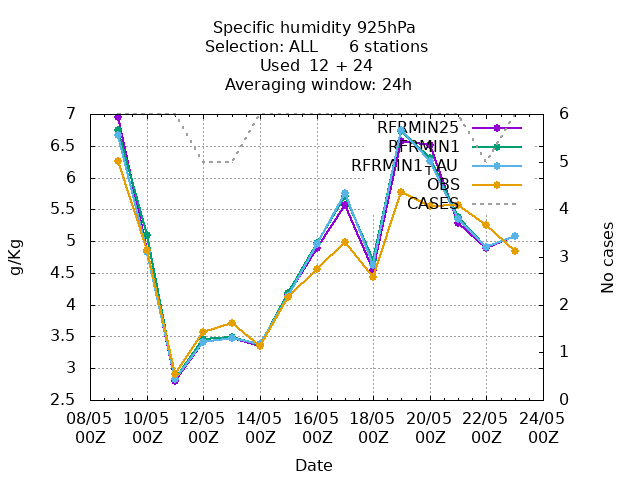 Specific humidity 925hPa
Selection: ALL      6 stations
Used 12 + 24
Averaging window: 24h
7
6.5
6
5.5
5
4.5
4
3.5
3
2.5
g/Kg
RFRMIN25
RFRMIN1
RFRMIN1TAU
OBS
CASES
6
5
4
3
2
1
0
No cases
08/05 10/05 12/05 14/05 16/05 18/05 20/05 22/05 24/05
00Z 00Z 00Z 00Z 00Z 00Z 00Z 00Z 00Z
Date